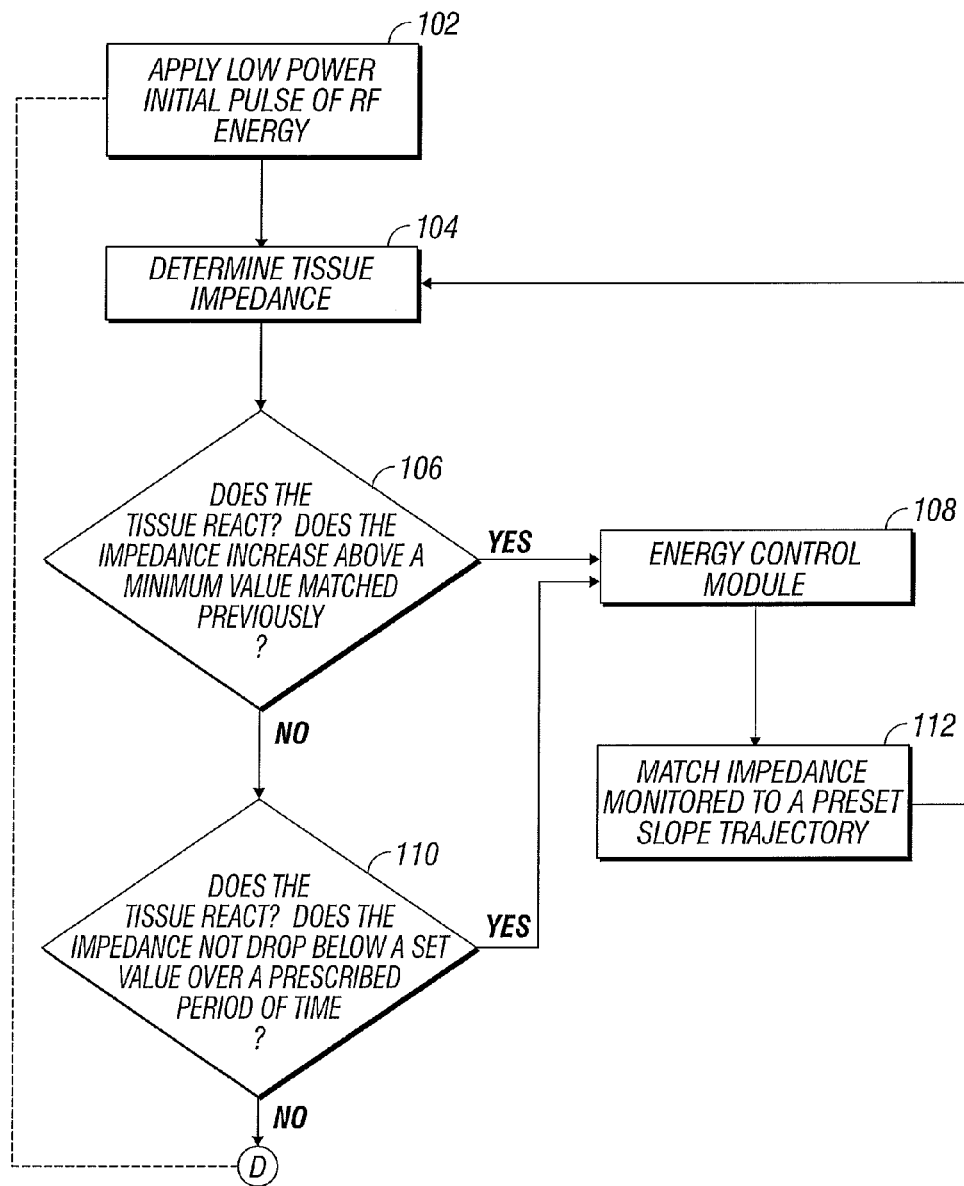 102
APPLY LOW POWER
INITIAL PULSE OF RF
ENERGY
104
DETERMINE TISSUE
IMPEDANCE
106
DOES THE
TISSUE REACT? DOES THE
IMPEDANCE INCREASE ABOVE A
MINIMUM VALUE MATCHED
PREVIOUSLY
?
YES
108
ENERGY CONTROL
MODULE
NO
112
MATCH IMPEDANCE
MONITORED TO A PRESET
SLOPE TRAJECTORY
110
DOES THE
TISSUE REACT? DOES THE
IMPEDANCE NOT DROP BELOW A SET
VALUE OVER A PRESCRIBED
PERIOD OF TIME
?
YES
NO
D